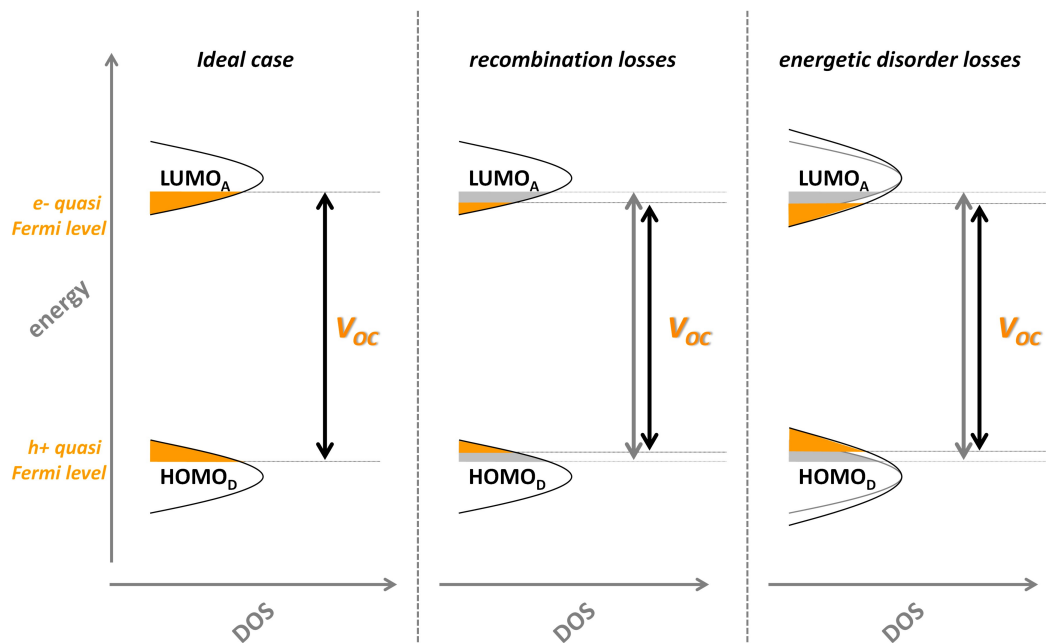 Ideal case
recombination losses
energetic disorder losses
LUMOA
LUMOA
LUMOA
e- quasi
Fermi level
energy
VOC
VOC
VOC
h+ quasi
Fermi level
HOMOD
HOMOD
HOMOD
DOS
DOS
DOS